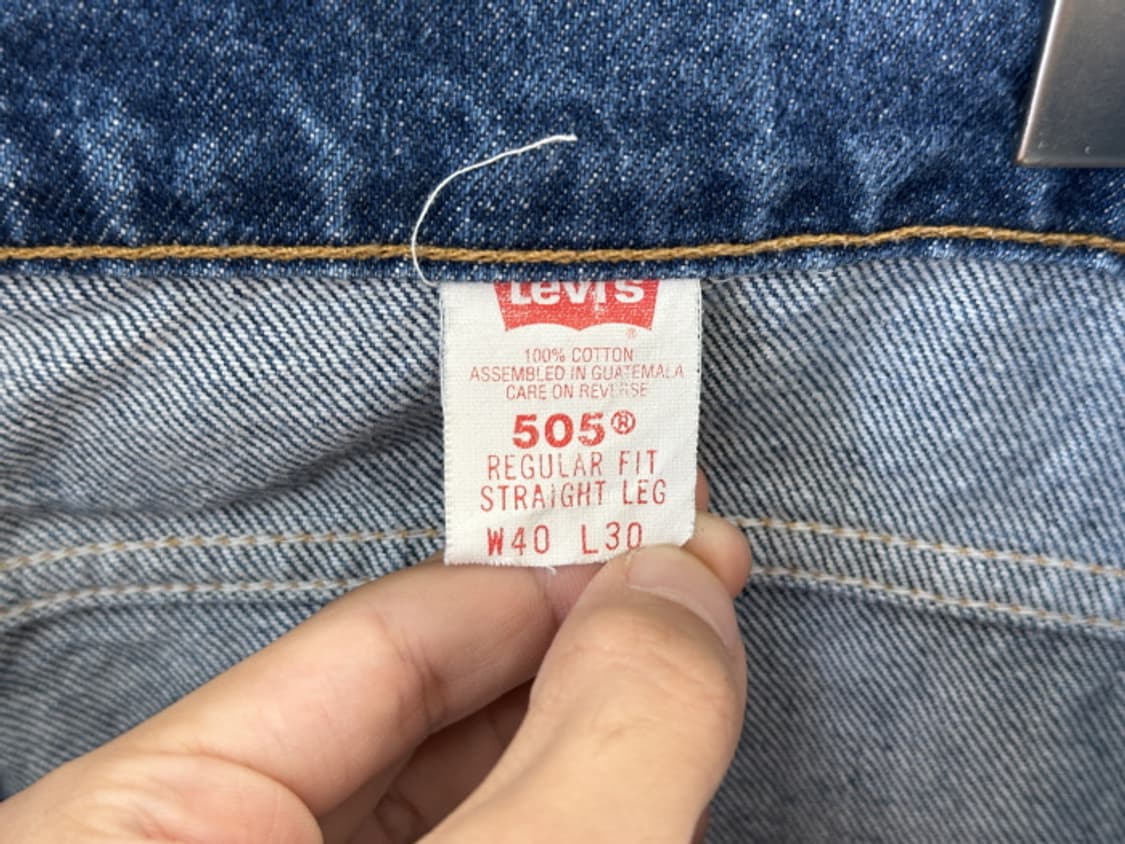 Levi's
®
100% COTTON
ASSEMBLED IN GUATEMALA
CARE ON REVERSE
505®
REGULAR FIT
STRAIGHT LEG
W40 L30